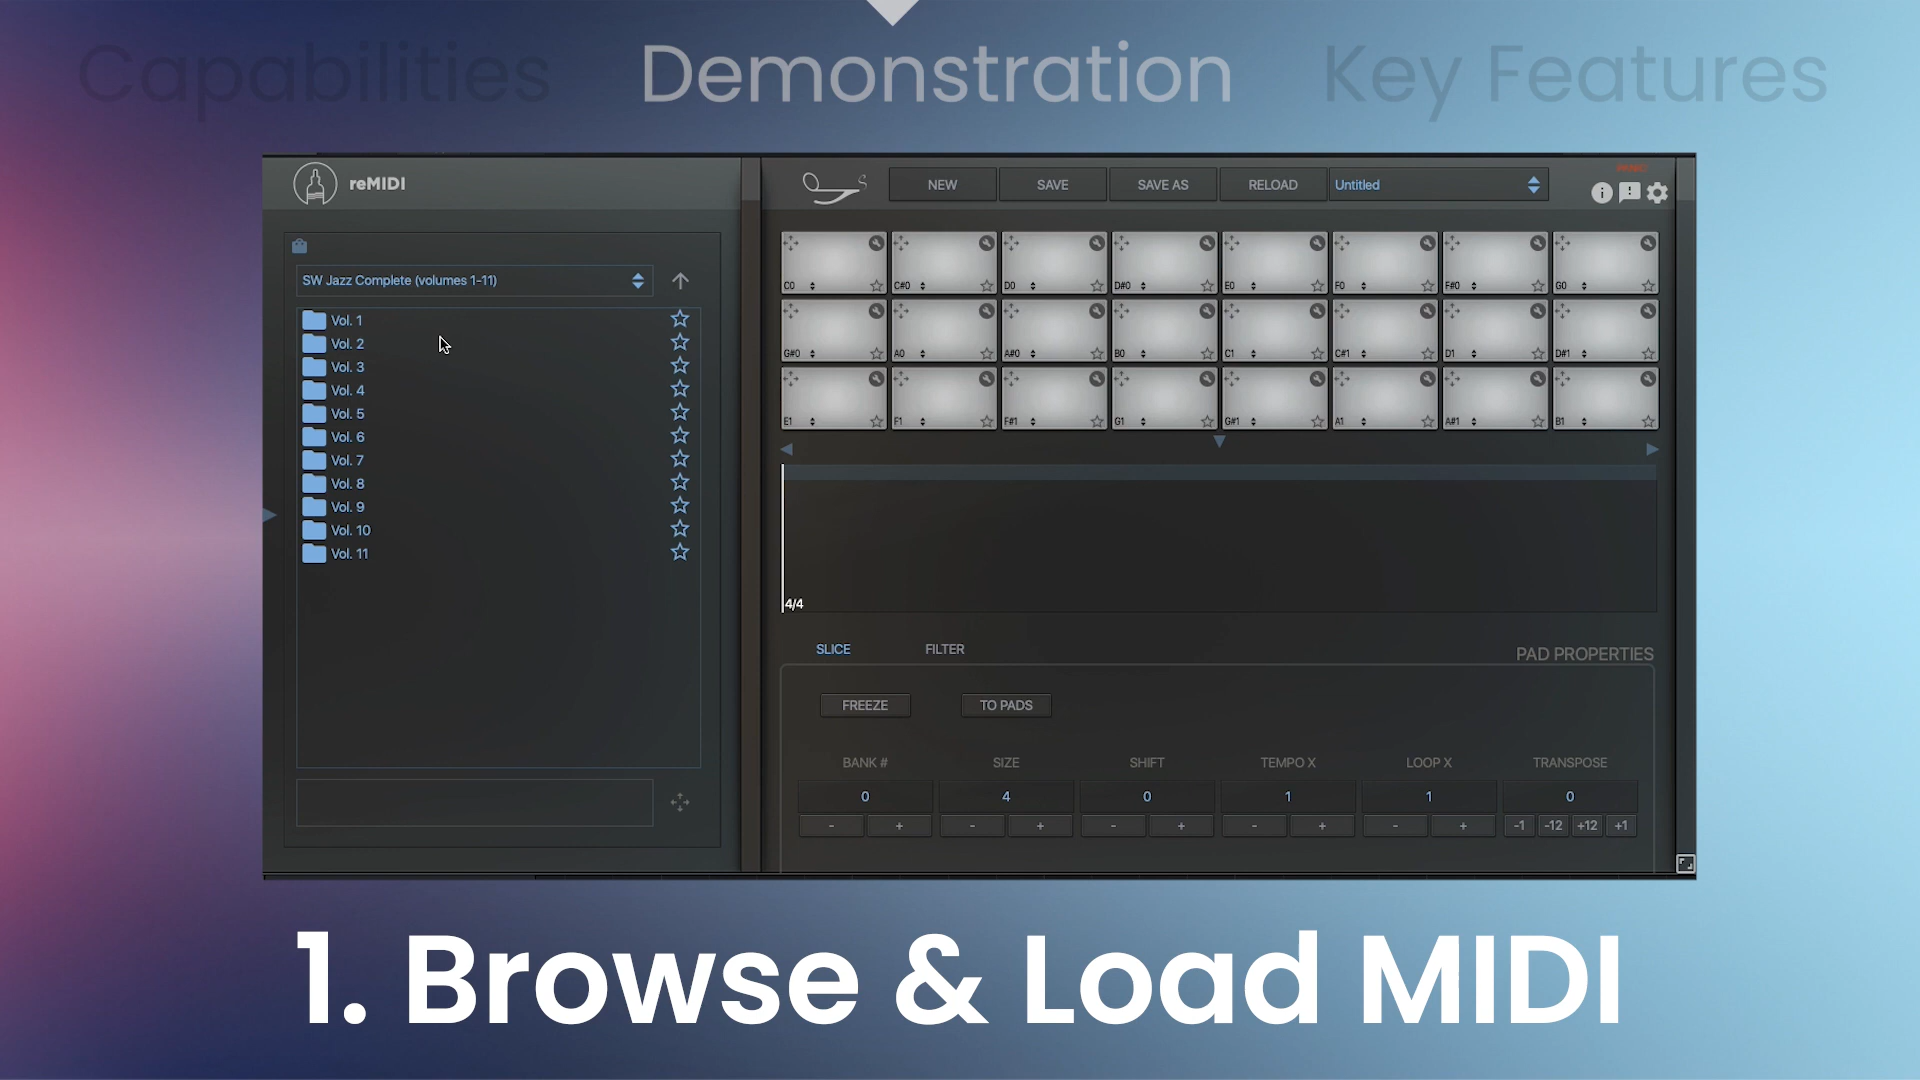 Capabilities
Demonstration
Key Features
reMIDI
NEW
SAVE
SAVE AS
RELOAD
Untitled
PANIC
SW Jazz Complete (volumes 1-11)
Vol. 1
Vol. 2
Vol. 3
Vol. 4
Vol. 5
Vol. 6
Vol. 7
Vol. 8
Vol. 9
Vol. 10
Vol. 11
C0 C#0 D0 D#0 E0 F0 F#0 G0
G#0 A0 A#0 B0 C1 C#1 D1 D#1
E1 F1 F#1 G1 G#1 A1 A#1 B1
4/4
SLICE FILTER PAD PROPERTIES
FREEZE TO PADS
BANK # SIZE SHIFT TEMPO X LOOP X TRANSPOSE
0 4 0 1 1 0
- + - + - + - + - + -1 -12 +12 +1
1. Browse & Load MIDI